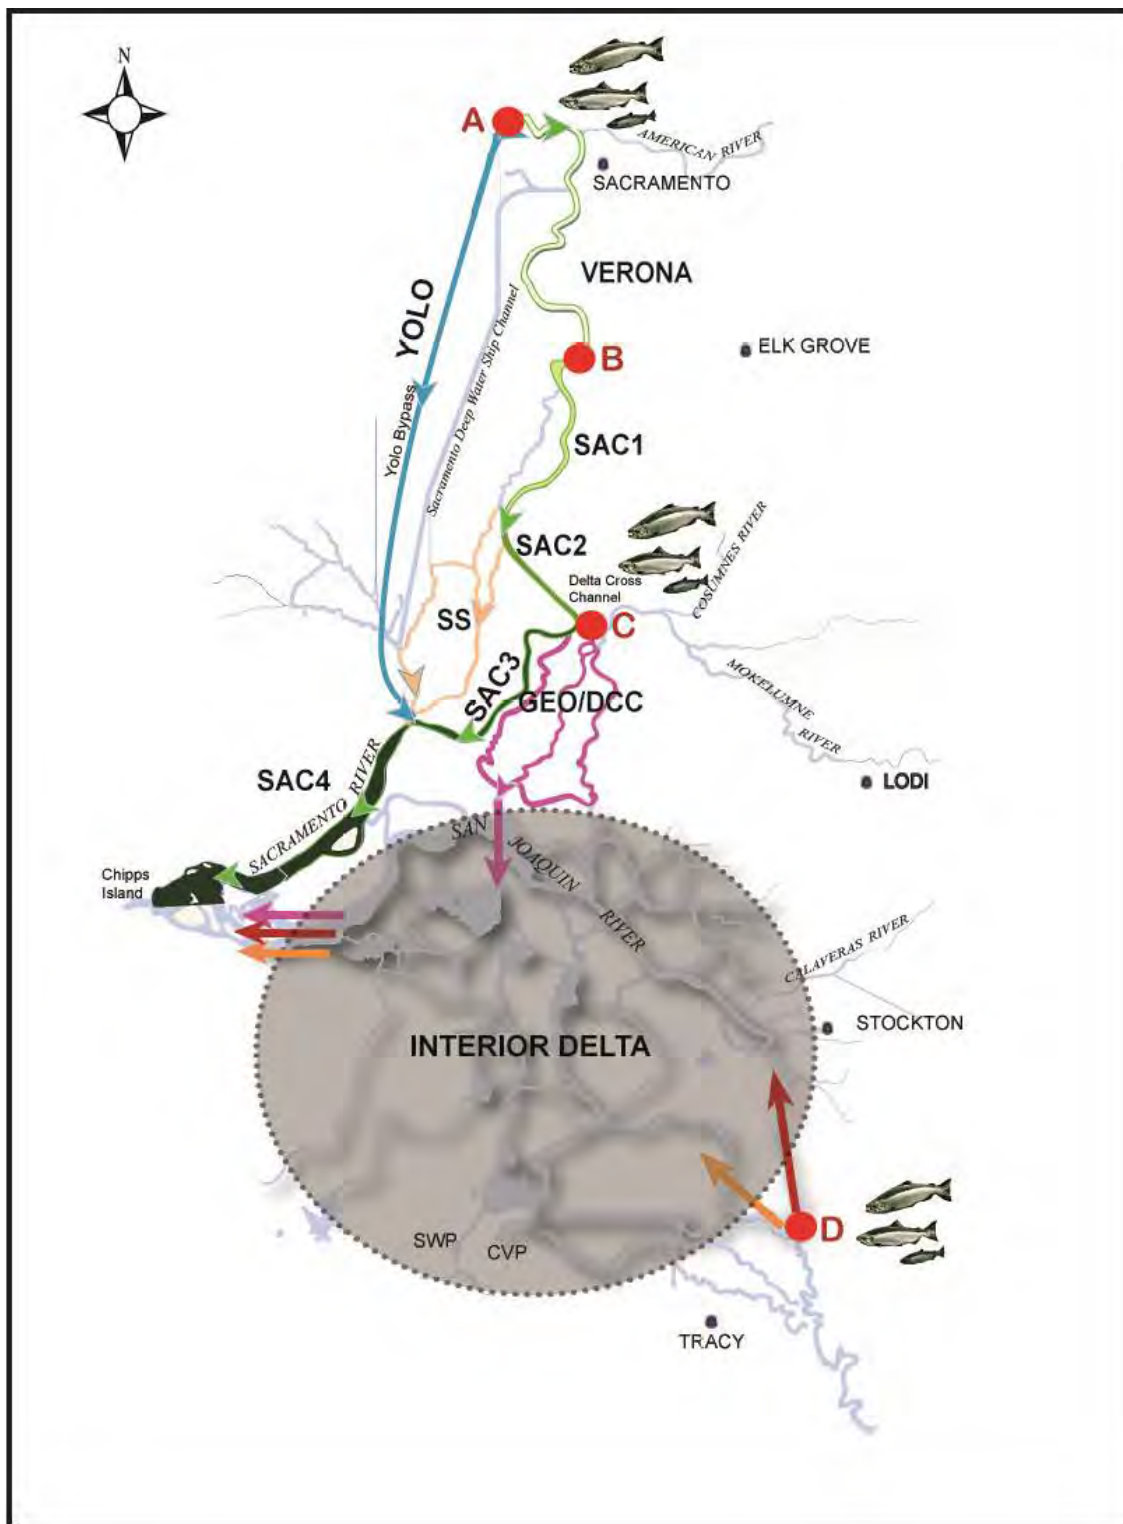 N
A
AMERICAN RIVER
SACRAMENTO
VERONA
YOLO
Sacramento Deep Water Ship Channel
B
ELK GROVE
Yolo Bypass
SAC1
SAC2
COSUMNES RIVER
Delta Cross
Channel
SS
C
SAC3
GEO/DCC
MOKELUMNE
RIVER
LODI
SAC4
SACRAMENTO RIVER
SAN
JOAQUIN
RIVER
Chipps
Island
CALAVERAS RIVER
STOCKTON
INTERIOR DELTA
D
SWP
CVP
TRACY